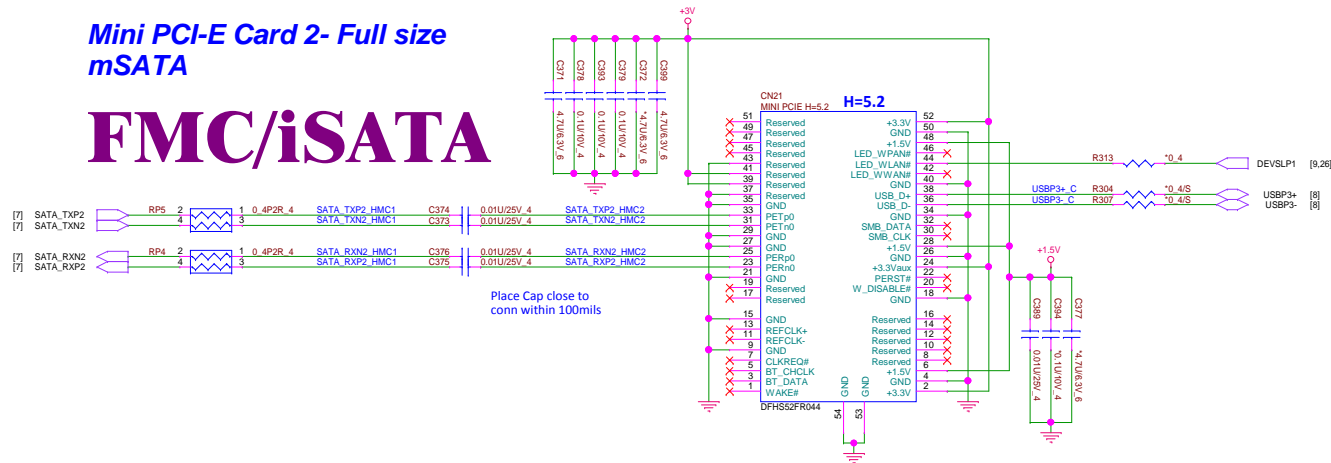 Mini PCI-E Card 2- Full size
mSATA
FMC/iSATA
+3V
C371
C378
C393
C379
C372
C399
4.7U/6.3V_6
0.1U/10V_4
0.1U/10V_4
0.1U/10V_4
*4.7U/6.3V_6
4.7U/6.3V_6
CN21
MINI PCIE H=5.2
H=5.2
51 Reserved +3.3V 52
49 Reserved GND 50
47 Reserved +1.5V 48
45 Reserved LED_WPAN# 46
43 Reserved LED_WLAN# 44
41 Reserved LED_WWAN# 42
39 Reserved GND 40
37 Reserved USB_D+ 38
35 GND USB_D- 36
33 GND GND 34
31 PETp0 SMB_DATA 32
29 PETn0 SMB_CLK 30
27 GND +1.5V 28
25 GND GND 26
23 PERp0 +3.3Vaux 24
21 PERn0 PERST# 22
19 GND W_DISABLE# 20
17 Reserved GND 18
Reserved
15 GND Reserved 16
13 REFCLK+ Reserved 14
11 REFCLK- Reserved 12
9 GND Reserved 10
7 CLKREQ# Reserved 8
5 BT_CHCLK +1.5V 6
3 BT_DATA GND 4
1 WAKE# +3.3V 2
GND GND
54 53
DFHS52FR044
R313 *0_4 DEVSLP1 [9,26]
USBP3+_C R304 *0_4/S USBP3+ [8]
USBP3-_C R307 *0_4/S USBP3- [8]
[7] SATA_TXP2 RP5 2 1 0_4P2R_4 SATA_TXP2_HMC1 C374 0.01U/25V_4 SATA_TXP2_HMC2
[7] SATA_TXN2 4 3 SATA_TXN2_HMC1 C373 0.01U/25V_4 SATA_TXN2_HMC2
[7] SATA_RXN2 RP4 2 1 0_4P2R_4 SATA_RXN2_HMC1 C376 0.01U/25V_4 SATA_RXN2_HMC2
[7] SATA_RXP2 4 3 SATA_RXP2_HMC1 C375 0.01U/25V_4 SATA_RXP2_HMC2
Place Cap close to
conn within 100mils
+1.5V
C389
C394
C377
0.01U/25V_4
*0.1U/10V_4
*4.7U/6.3V_6